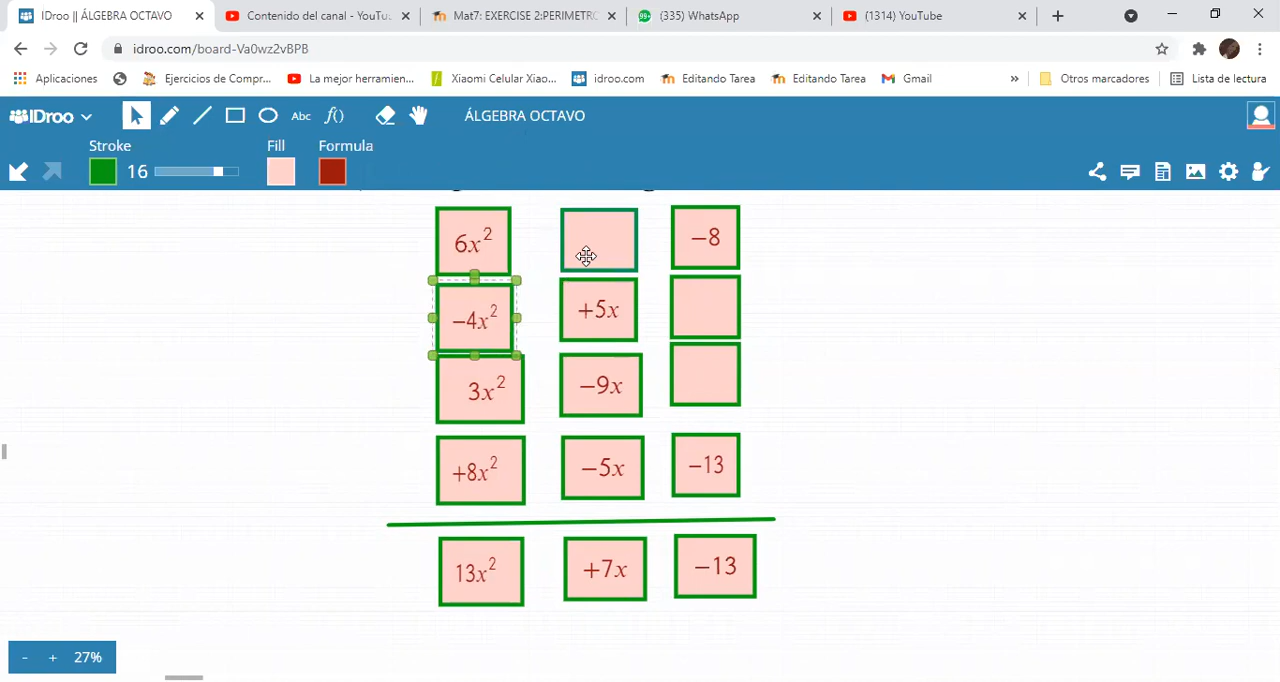 IDroo || ÁLGEBRA OCTAVO
Contenido del canal - YouTu
Mat7: EXERCISE 2:PERIMETRO
99+ (335) WhatsApp
(1314) YouTube
idroo.com/board-Va0wz2vBPB
Aplicaciones
Ejercicios de Compr...
La mejor herramien...
Xiaomi Celular Xiao...
idroo.com
Editando Tarea
Editando Tarea
Gmail
»
Otros marcadores
Lista de lectura
IDroo
Abc
f()
ÁLGEBRA OCTAVO
Stroke
Fill
Formula
16
6x² −8
−4x² +5x
3x² −9x
+8x² −5x −13
13x² +7x −13
- + 27%